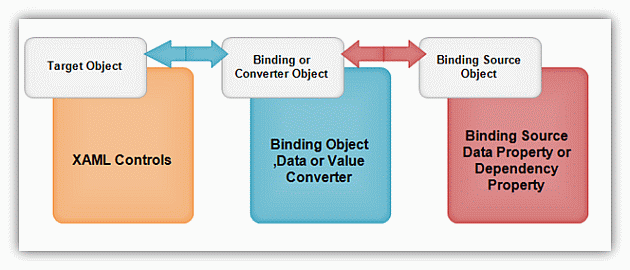 Target Object
Binding or
Converter Object
Binding Source
Object
XAML Controls
Binding Object
,Data or Value
Converter
Binding Source
Data Property or
Dependency
Property